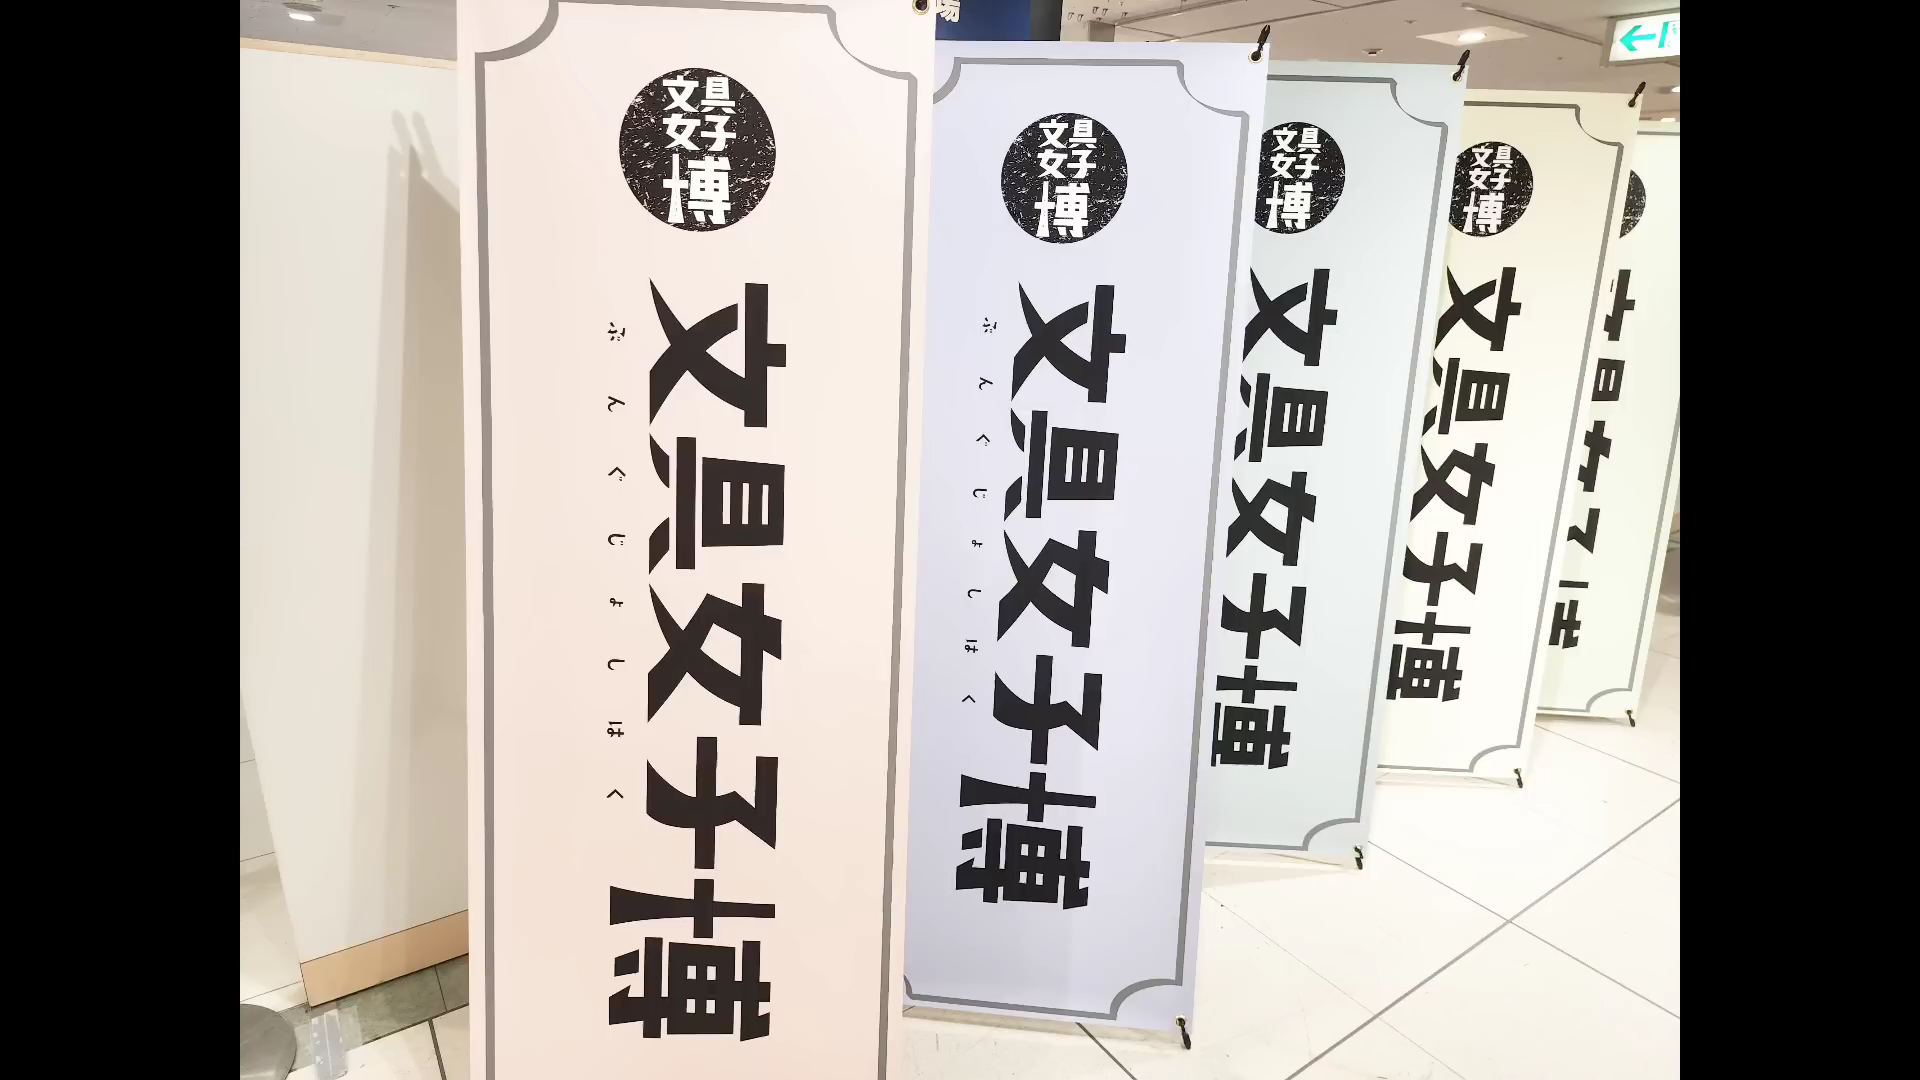 場
文具
女子
博
文具女子博
ぶんぐじょしはく
文具
女子
博
文具女子博
ぶんぐじょしはく
文具
女子
博
文具女子博
文具
女子
博
文具女子博